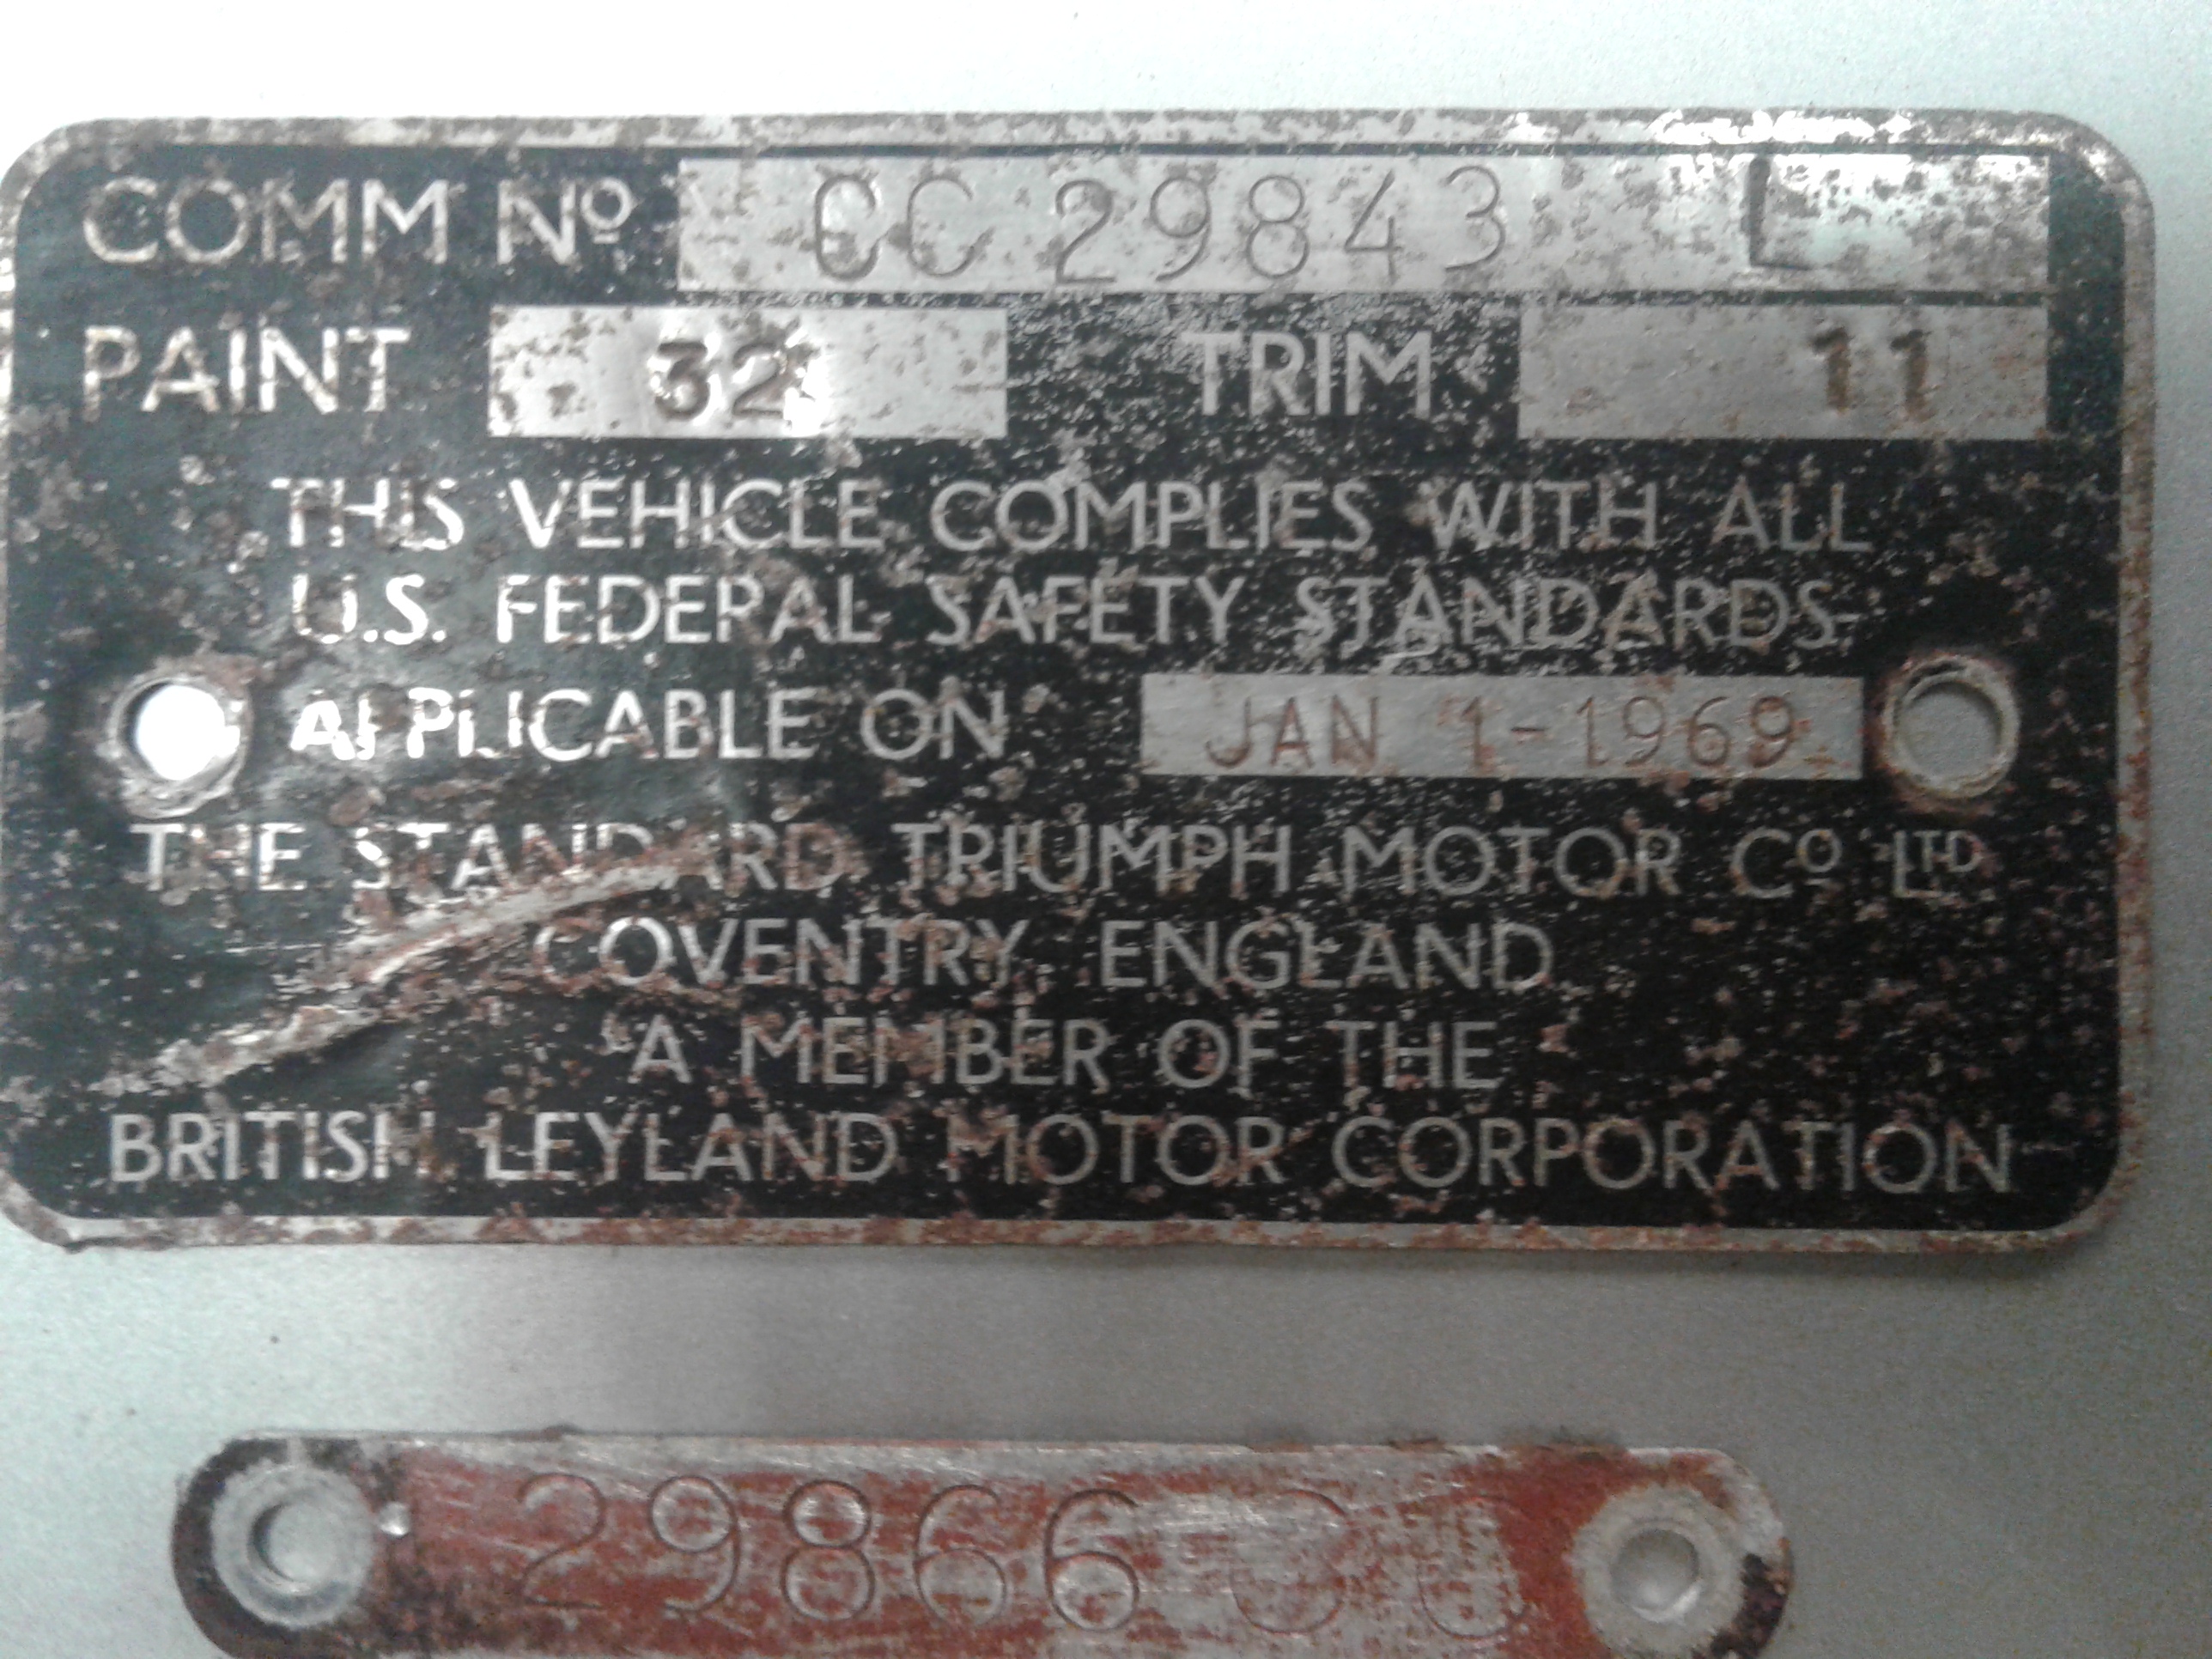 COMM Nº CC 29843 L
PAINT 32 TRIM 11
THIS VEHICLE COMPLIES WITH ALL
U.S. FEDERAL SAFETY STANDARDS
APPLICABLE ON JAN 1-1969
THE STANDARD TRIUMPH MOTOR Cº LTD
COVENTRY ENGLAND
A MEMBER OF THE
BRITISH LEYLAND MOTOR CORPORATION
29866 CC